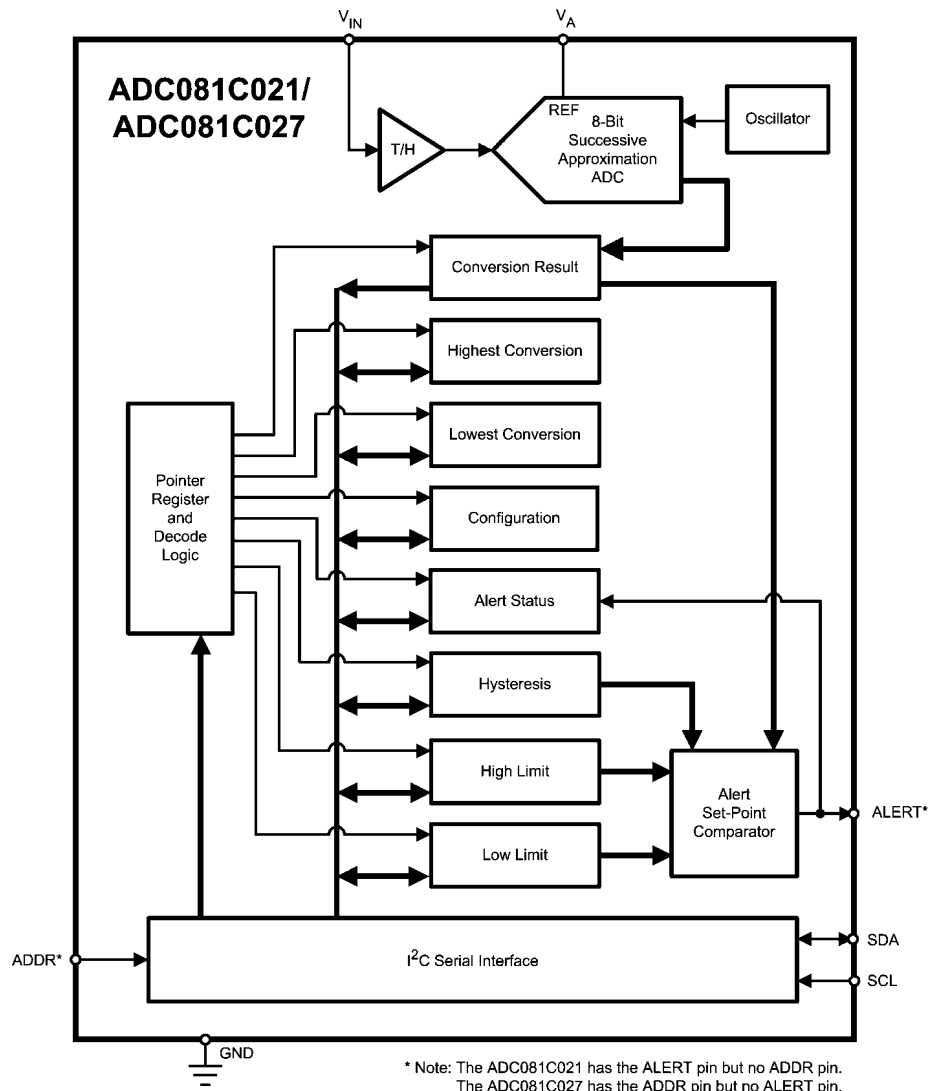 V_IN
V_A
ADC081C021/
ADC081C027
T/H
REF
8-Bit
Successive
Approximation
ADC
Oscillator
Conversion Result
Highest Conversion
Lowest Conversion
Pointer
Register
and
Decode
Logic
Configuration
Alert Status
Hysteresis
High Limit
Alert
Set-Point
Comparator
ALERT*
Low Limit
I²C Serial Interface
ADDR*
SDA
SCL
GND
* Note: The ADC081C021 has the ALERT pin but no ADDR pin.
The ADC081C027 has the ADDR pin but no ALERT pin.